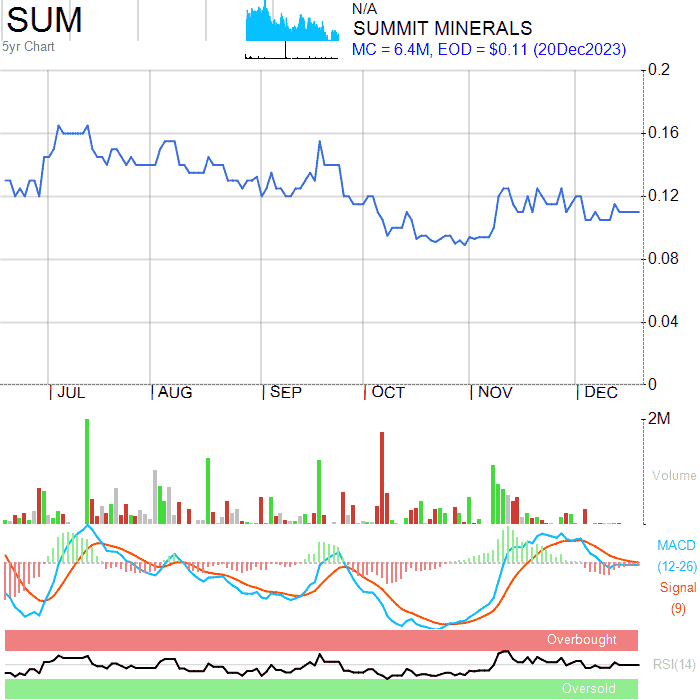 SUM
N/A
SUMMIT MINERALS
5yr Chart
MC = 6.4M, EOD = $0.11 (20Dec2023)
0.2
0.16
0.12
0.08
0.04
0
JUL AUG SEP OCT NOV DEC
2M
Volume
MACD
(12-26)
Signal
(9)
Overbought
RSI(14)
Oversold